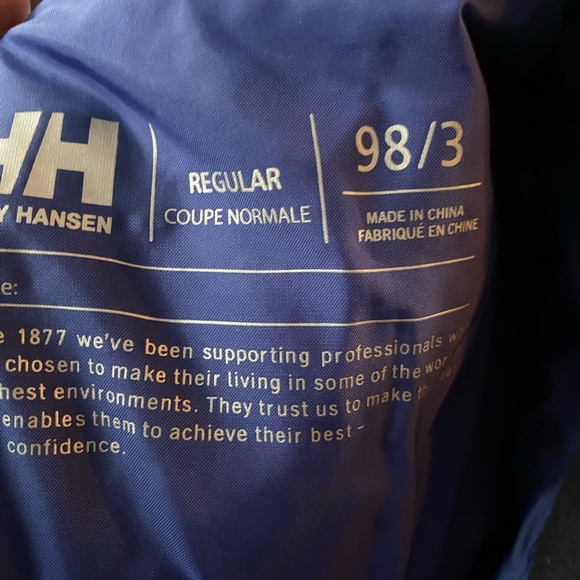 HH
Y HANSEN
REGULAR
COUPE NORMALE
98/3
MADE IN CHINA
FABRIQUÉ EN CHINE
e:
e 1877 we've been supporting professionals
chosen to make their living in some of the
hest environments. They trust us to make
enables them to achieve their best -
confidence.